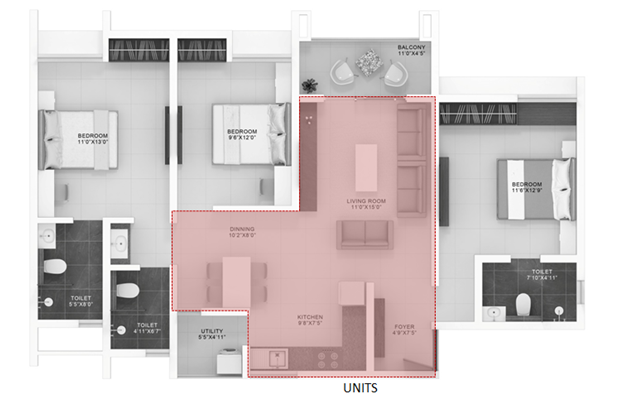 BALCONY
11'0"X4'5"
BEDROOM
11'0"X13'0"
BEDROOM
9'6"X12'0"
LIVING ROOM
11'0"X15'0"
BEDROOM
11'6"X12'9"
DINNING
10'2"X8'0"
TOILET
5'5"X8'0"
TOILET
4'11"X6'7"
UTILITY
5'5"X4'11"
KITCHEN
9'8"X7'5"
FOYER
4'9"X7'5"
TOILET
7'10"X4'11"
UNITS